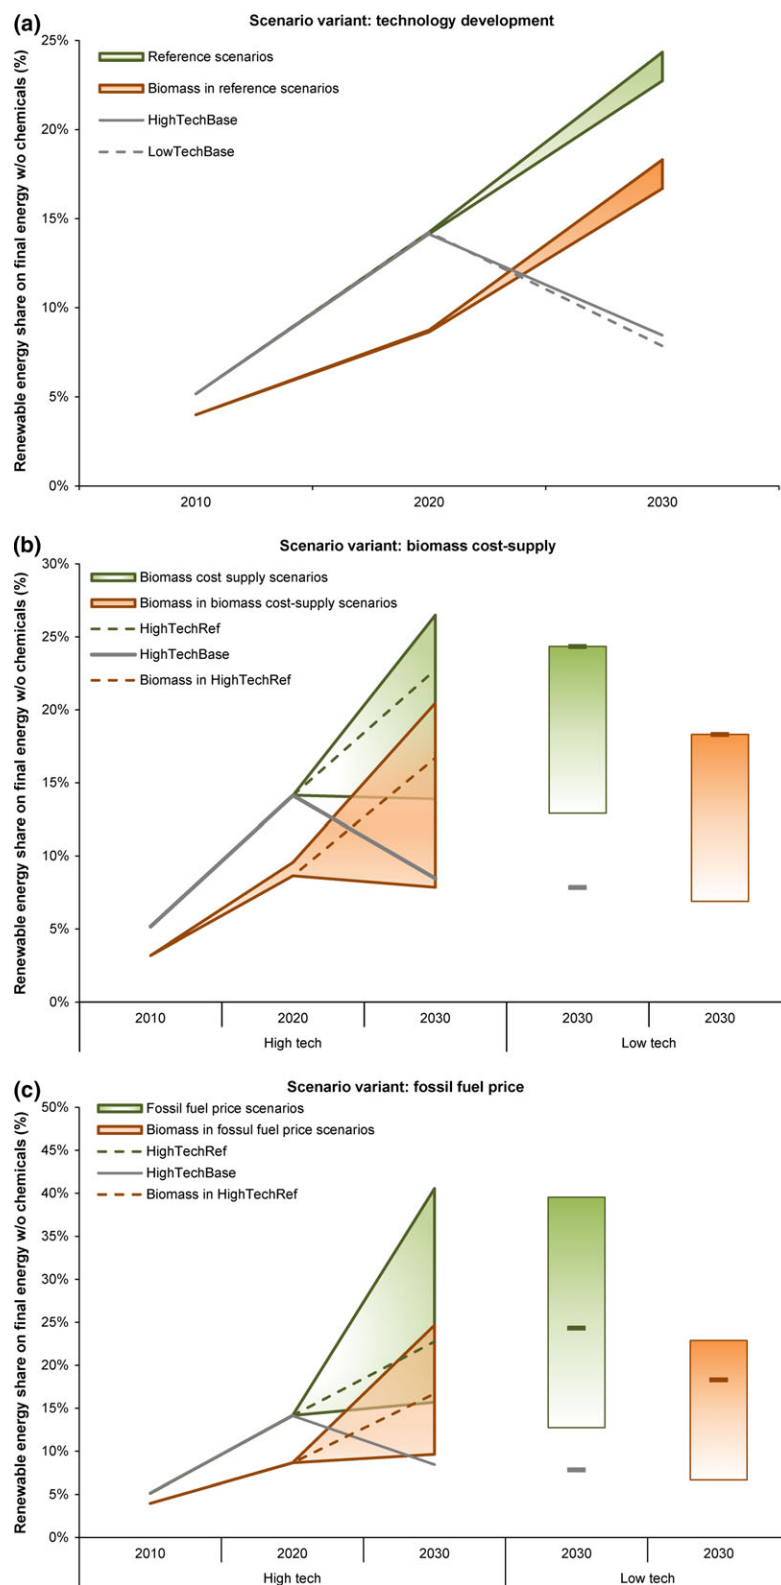 (a)
Scenario variant: technology development
Renewable energy share on final energy w/o chemicals (%)
25%
20%
15%
10%
5%
0%
Reference scenarios
Biomass in reference scenarios
HighTechBase
LowTechBase
2010 2020 2030
(b)
Scenario variant: biomass cost-supply
Renewable energy share on final energy w/o chemicals (%)
30%
25%
20%
15%
10%
5%
0%
Biomass cost supply scenarios
Biomass in biomass cost-supply scenarios
HighTechRef
HighTechBase
Biomass in HighTechRef
2010 2020 2030 2030 2030
High tech Low tech
(c)
Scenario variant: fossil fuel price
Renewable energy share on final energy w/o chemicals (%)
50%
45%
40%
35%
30%
25%
20%
15%
10%
5%
0%
Fossil fuel price scenarios
Biomass in fossul fuel price scenarios
HighTechRef
HighTechBase
Biomass in HighTechRef
2010 2020 2030 2030 2030
High tech Low tech